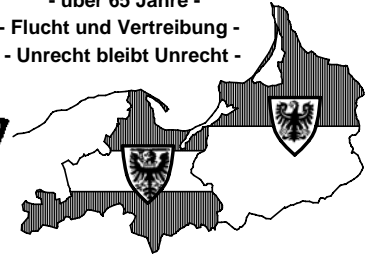 - über 65 Jahre -
- Flucht und Vertreibung -
- Unrecht bleibt Unrecht -